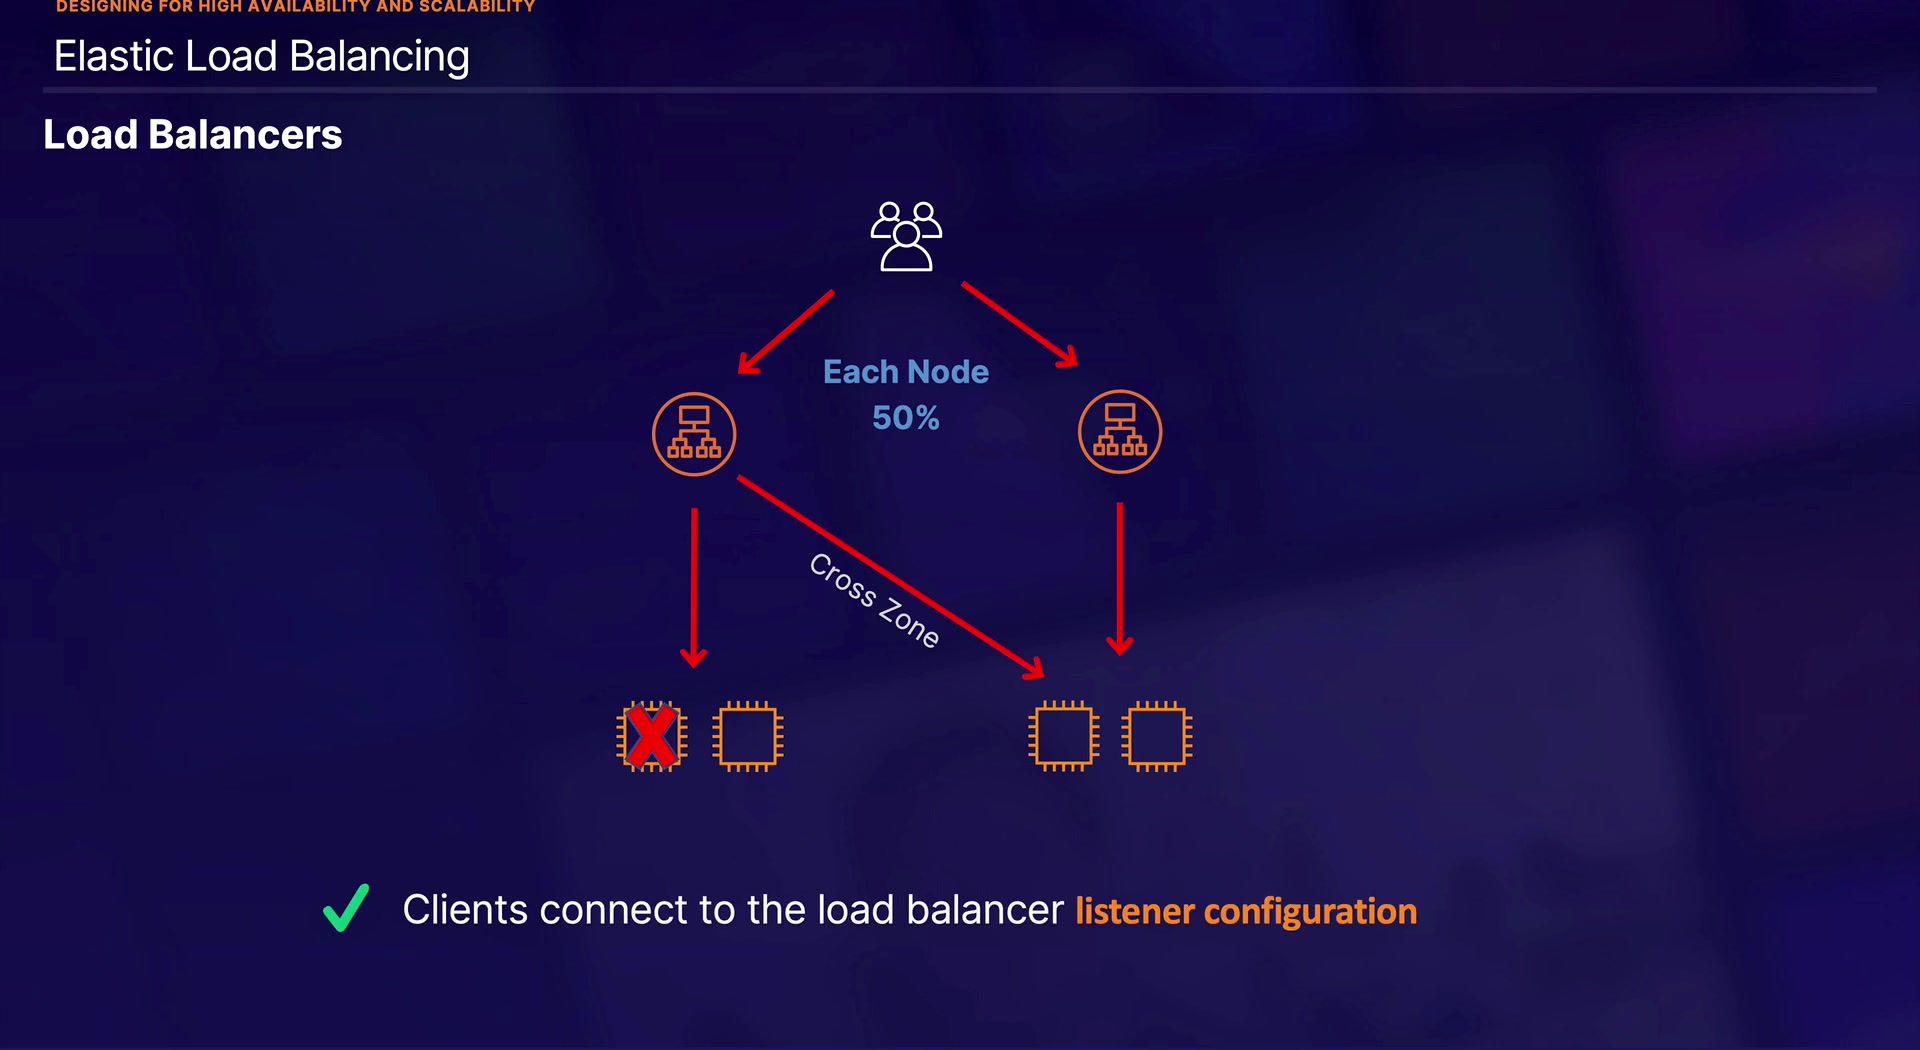 DESIGNING FOR HIGH AVAILABILITY AND SCALABILITY
Elastic Load Balancing
Load Balancers
Each Node
50%
Cross Zone
Clients connect to the load balancer listener configuration